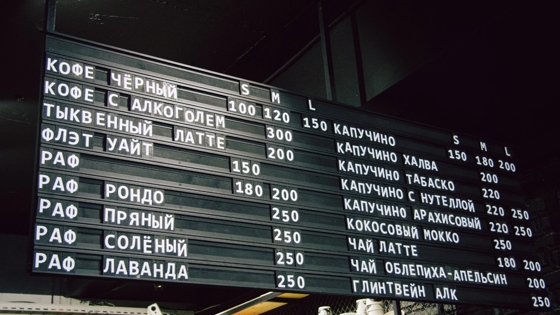 S M L
КОФЕ ЧЁРНЫЙ 100 120 150
КОФЕ С АЛКОГОЛЕМ 300
ТЫКВЕННЫЙ ЛАТТЕ 200
ФЛЭТ УАЙТ 150
РАФ 180 200
РАФ РОНДО 250
РАФ ПРЯНЫЙ 250
РАФ СОЛЁНЫЙ 250
РАФ ЛАВАНДА 250
S M L
КАПУЧИНО 150 180 200
КАПУЧИНО ХАЛВА 200
КАПУЧИНО ТАБАСКО 220
КАПУЧИНО С НУТЕЛЛОЙ 220 250
КАПУЧИНО АРАХИСОВЫЙ 220 250
КОКОСОВЫЙ МОККО 250
ЧАЙ ЛАТТЕ 180 200
ЧАЙ ОБЛЕПИХА-АПЕЛЬСИН 200
ГЛИНТВЕЙН АЛК 250